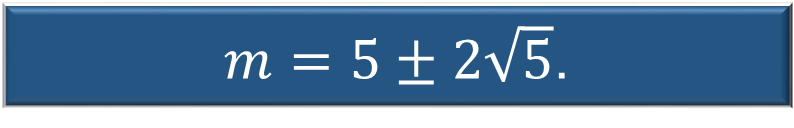 m = 5 ± 2√5.